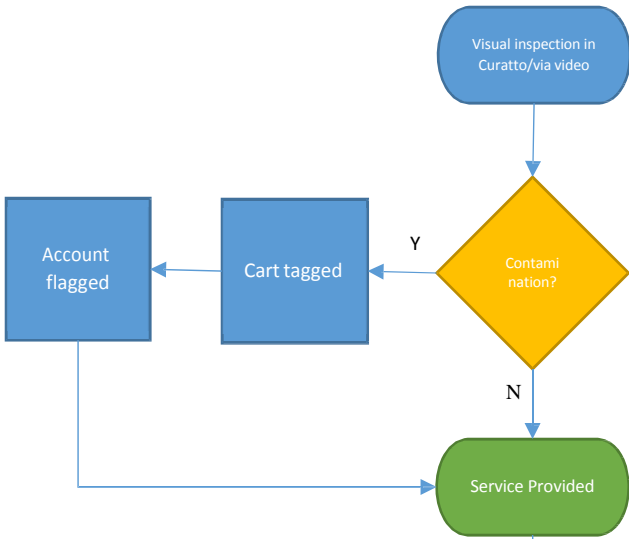 Visual inspection in
Curatto/via video
Y
Account
flagged
Cart tagged
Contami
nation?
N
Service Provided